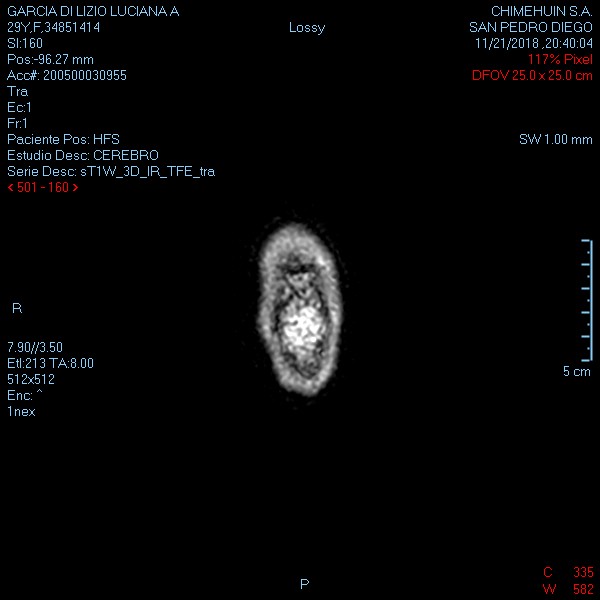 GARCIA DI LIZIO LUCIANA A
29Y,F,34851414
Sl:160
Pos:-96.27 mm
Acc#: 200500030955
Tra
Ec:1
Fr:1
Paciente Pos: HFS
Estudio Desc: CEREBRO
Serie Desc: sT1W_3D_IR_TFE_tra
< 501 - 160 >
Lossy
CHIMEHUIN S.A.
SAN PEDRO DIEGO
11/21/2018 ,20:40:04
117% Pixel
DFOV 25.0 x 25.0 cm
SW 1.00 mm
R
7.90//3.50
Etl:213 TA:8.00
512x512
Enc: ^
1nex
5 cm
P
C 335
W 582